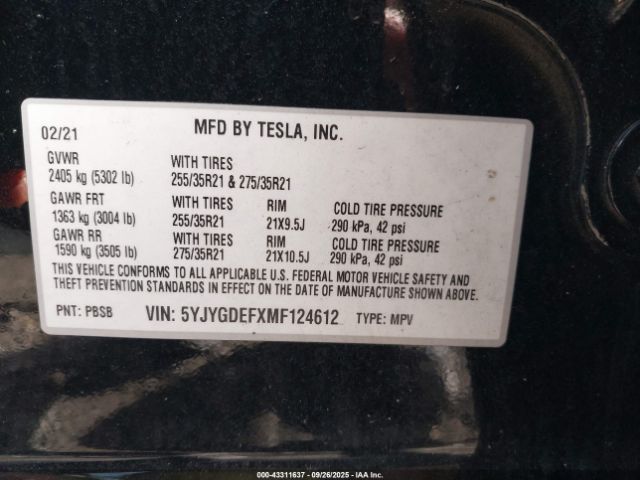 02/21 MFD BY TESLA, INC.
GVWR WITH TIRES
2405 kg (5302 lb) 255/35R21 & 275/35R21
GAWR FRT WITH TIRES RIM COLD TIRE PRESSURE
1363 kg (3004 lb) 255/35R21 21X9.5J 290 kPa, 42 psi
GAWR RR WITH TIRES RIM COLD TIRE PRESSURE
1590 kg (3505 lb) 275/35R21 21X10.5J 290 kPa, 42 psi
THIS VEHICLE CONFORMS TO ALL APPLICABLE U.S. FEDERAL MOTOR VEHICLE SAFETY AND
THEFT PREVENTION STANDARDS IN EFFECT ON THE DATE OF MANUFACTURE SHOWN ABOVE.
PNT: PBSB VIN: 5YJYGDEFXMF124612 TYPE: MPV
©-43311637 - 09/26/2025 - IAA Inc.